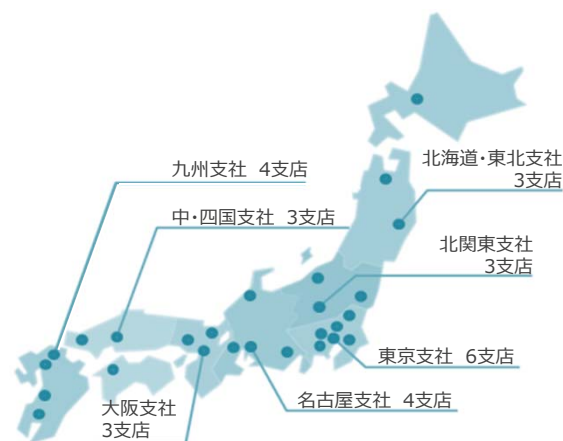 北海道・東北支社
3支店
九州支社 4支店
中・四国支社 3支店
北関東支社
3支店
東京支社 6支店
名古屋支社 4支店
大阪支社
3支店